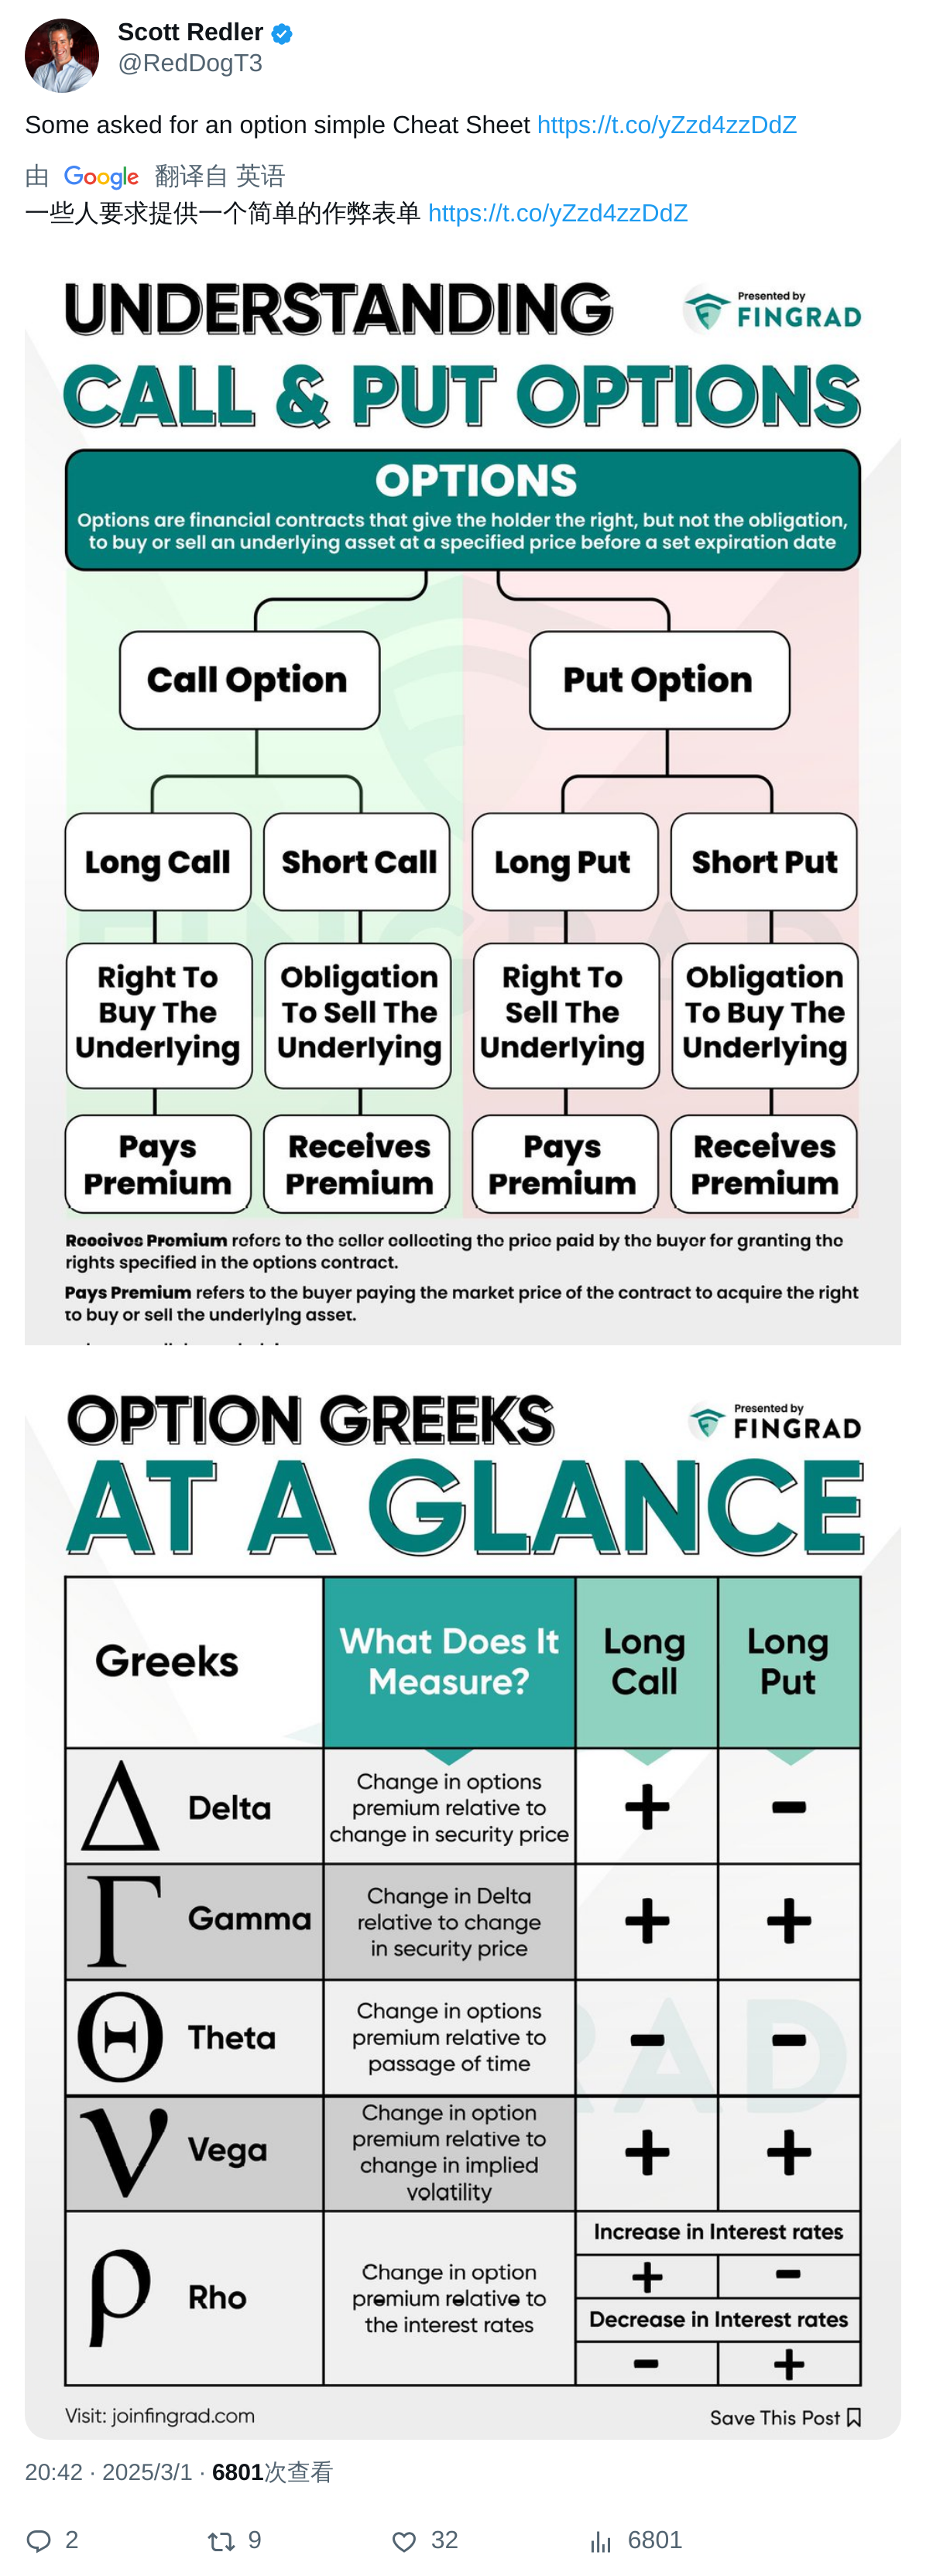 Scott Redler
@RedDogT3
Some asked for an option simple Cheat Sheet https://t.co/yZzd4zzDdZ
由 Google 翻译自 英语
一些人要求提供一个简单的作弊表单 https://t.co/yZzd4zzDdZ
UNDERSTANDING
Presented by
FINGRAD
CALL & PUT OPTIONS
OPTIONS
Options are financial contracts that give the holder the right, but not the obligation,
to buy or sell an underlying asset at a specified price before a set expiration date
Call Option
Put Option
Long Call
Short Call
Long Put
Short Put
Right To
Buy The
Underlying
Obligation
To Sell The
Underlying
Right To
Sell The
Underlying
Obligation
To Buy The
Underlying
Pays
Premium
Receives
Premium
Pays
Premium
Receives
Premium
Receives Premium refers to the seller collecting the price paid by the buyer for granting the
rights specified in the options contract.
Pays Premium refers to the buyer paying the market price of the contract to acquire the right
to buy or sell the underlying asset.
OPTION GREEKS
Presented by
FINGRAD
AT A GLANCE
Greeks
What Does It
Measure?
Long
Call
Long
Put
Δ Delta
Change in options
premium relative to
change in security price
+
-
Γ Gamma
Change in Delta
relative to change
in security price
+
+
Θ Theta
Change in options
premium relative to
passage of time
-
-
ν Vega
Change in option
premium relative to
change in implied
volatility
+
+
ρ Rho
Change in option
premium relative to
the interest rates
Increase in Interest rates
+
-
Decrease in Interest rates
-
+
Visit: joinfingrad.com
Save This Post
20:42 · 2025/3/1 · 6801次查看
2
9
32
6801